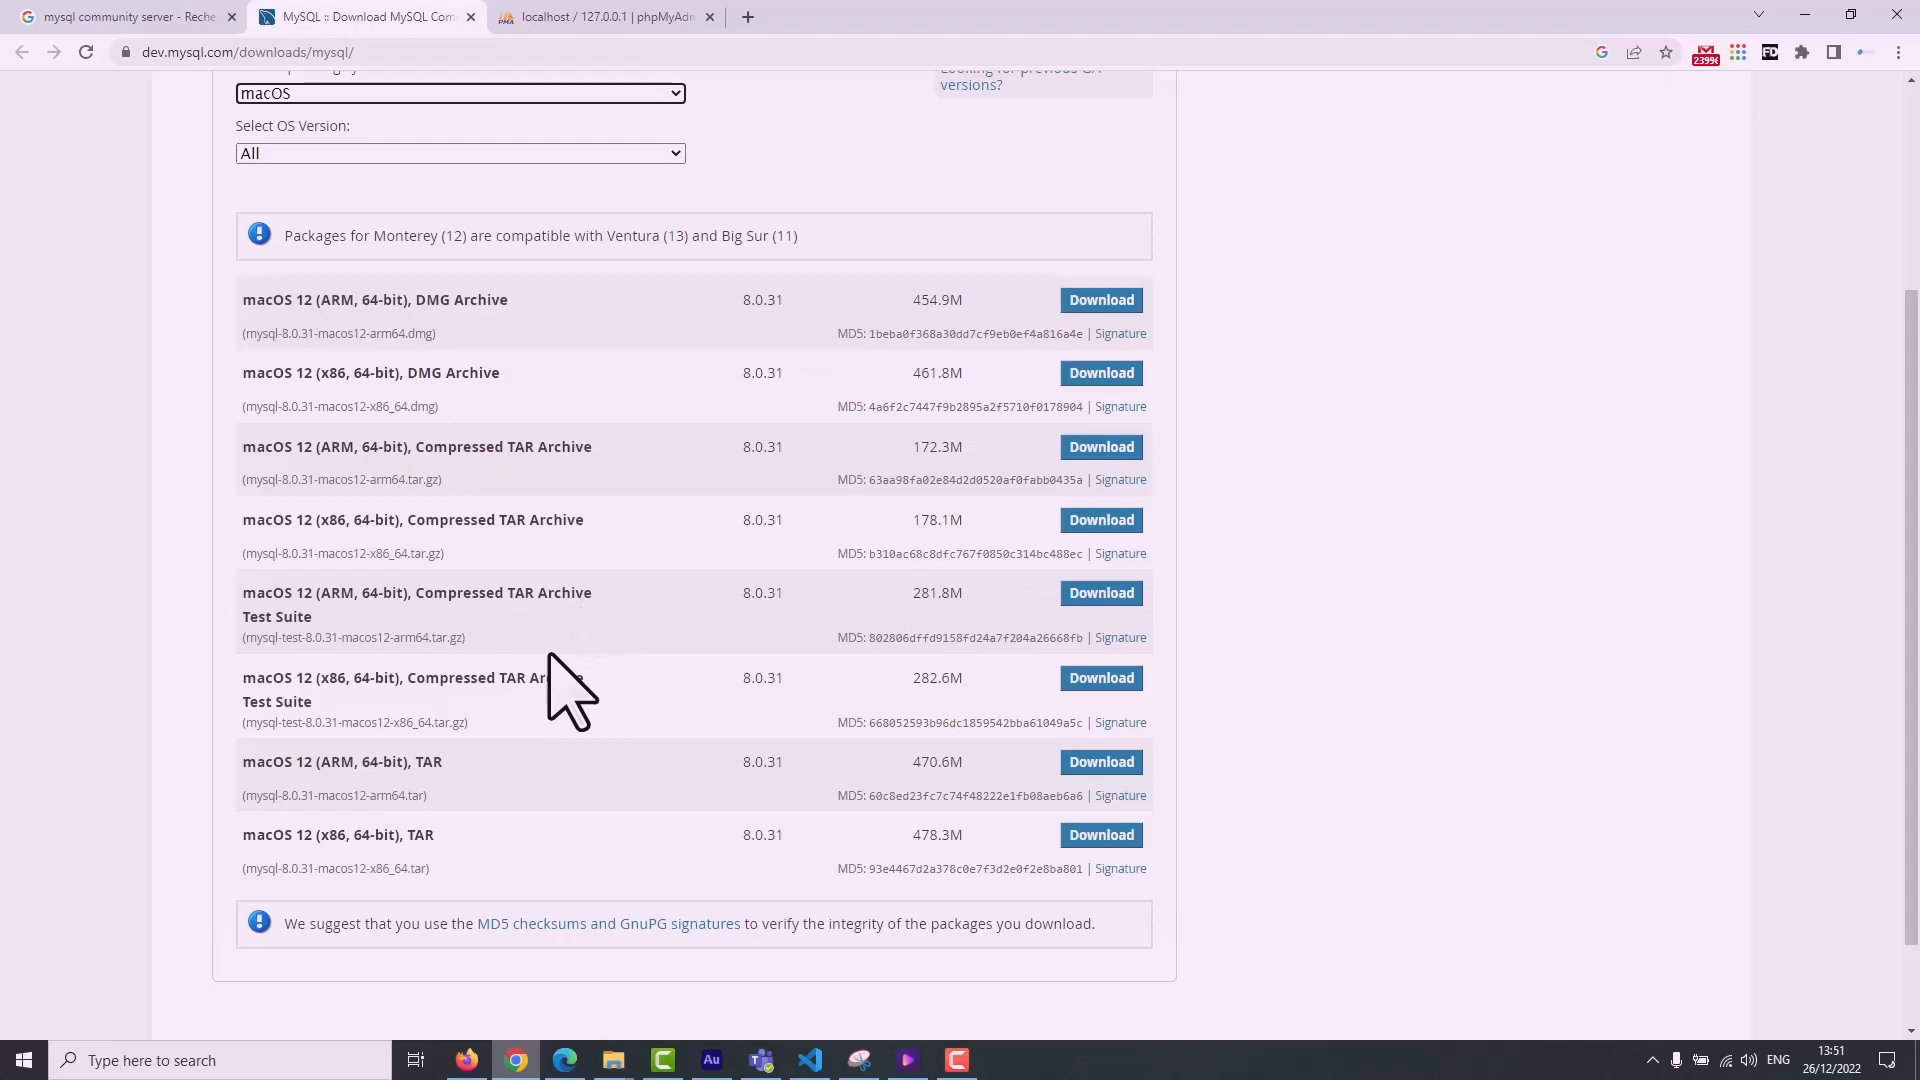 mysql community server - Reche
MySQL :: Download MySQL Com
localhost / 127.0.0.1 | phpMyAdn
dev.mysql.com/downloads/mysql/
2399€
FD
macOS
versions?
Select OS Version:
All
Packages for Monterey (12) are compatible with Ventura (13) and Big Sur (11)
macOS 12 (ARM, 64-bit), DMG Archive 8.0.31 454.9M Download
(mysql-8.0.31-macos12-arm64.dmg) MD5: 1beba0f368a30dd7cf9eb0ef4a816a4e | Signature
macOS 12 (x86, 64-bit), DMG Archive 8.0.31 461.8M Download
(mysql-8.0.31-macos12-x86_64.dmg) MD5: 4a6f2c7447f9b2895a2f5710f0178904 | Signature
macOS 12 (ARM, 64-bit), Compressed TAR Archive 8.0.31 172.3M Download
(mysql-8.0.31-macos12-arm64.tar.gz) MD5: 63aa98fa02e84d2d0520af0fabb0435a | Signature
macOS 12 (x86, 64-bit), Compressed TAR Archive 8.0.31 178.1M Download
(mysql-8.0.31-macos12-x86_64.tar.gz) MD5: b310ac68c8dfc767f0850c314bc488ec | Signature
macOS 12 (ARM, 64-bit), Compressed TAR Archive 8.0.31 281.8M Download
Test Suite
(mysql-test-8.0.31-macos12-arm64.tar.gz) MD5: 802806dffd9158fd24a7f204a26668fb | Signature
macOS 12 (x86, 64-bit), Compressed TAR 8.0.31 282.6M Download
Test Suite
(mysql-test-8.0.31-macos12-x86_64.tar.gz) MD5: 668052593b96dc1859542bba61049a5c | Signature
macOS 12 (ARM, 64-bit), TAR 8.0.31 470.6M Download
(mysql-8.0.31-macos12-arm64.tar) MD5: 60c8ed23fc7c74f48222e1fb08aeb6a6 | Signature
macOS 12 (x86, 64-bit), TAR 8.0.31 478.3M Download
(mysql-8.0.31-macos12-x86_64.tar) MD5: 93e4467d2a378c0e7f3d2e0f2e8ba801 | Signature
We suggest that you use the MD5 checksums and GnuPG signatures to verify the integrity of the packages you download.
Type here to search
Au
ENG
13:51
26/12/2022